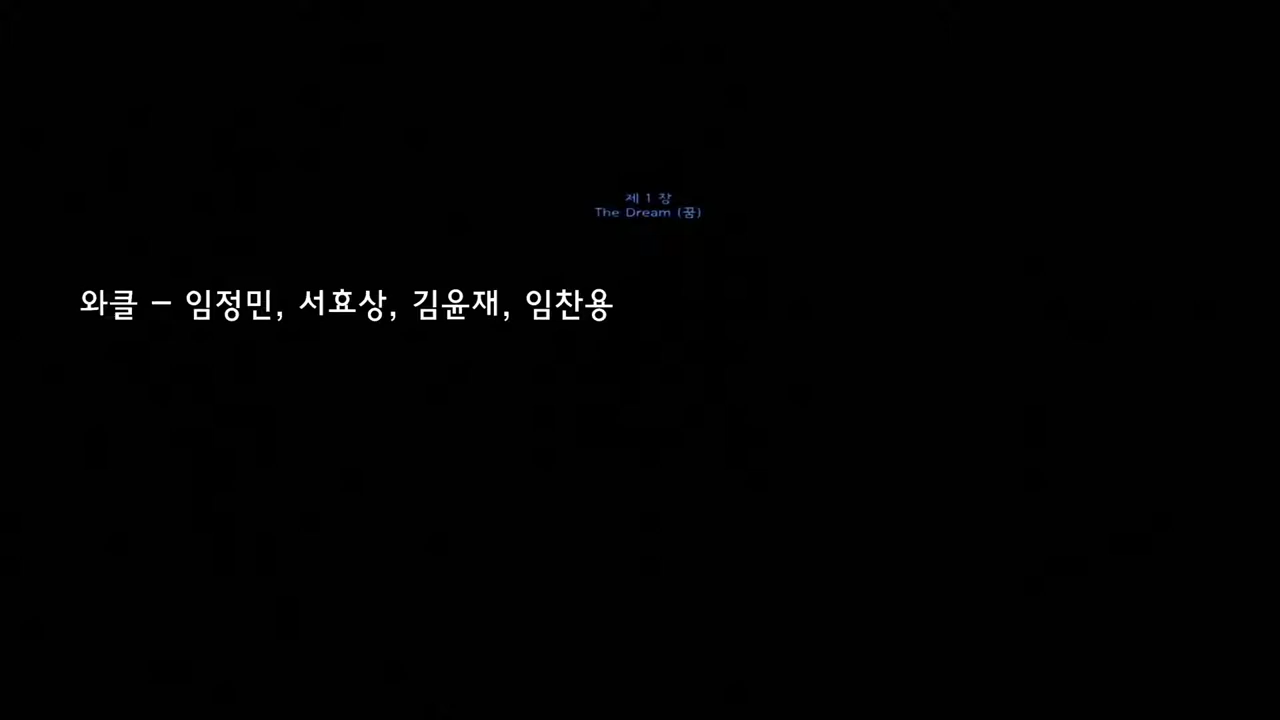 제 1 장
The Dream (꿈)
와클 – 임정민, 서효상, 김윤재, 임찬용